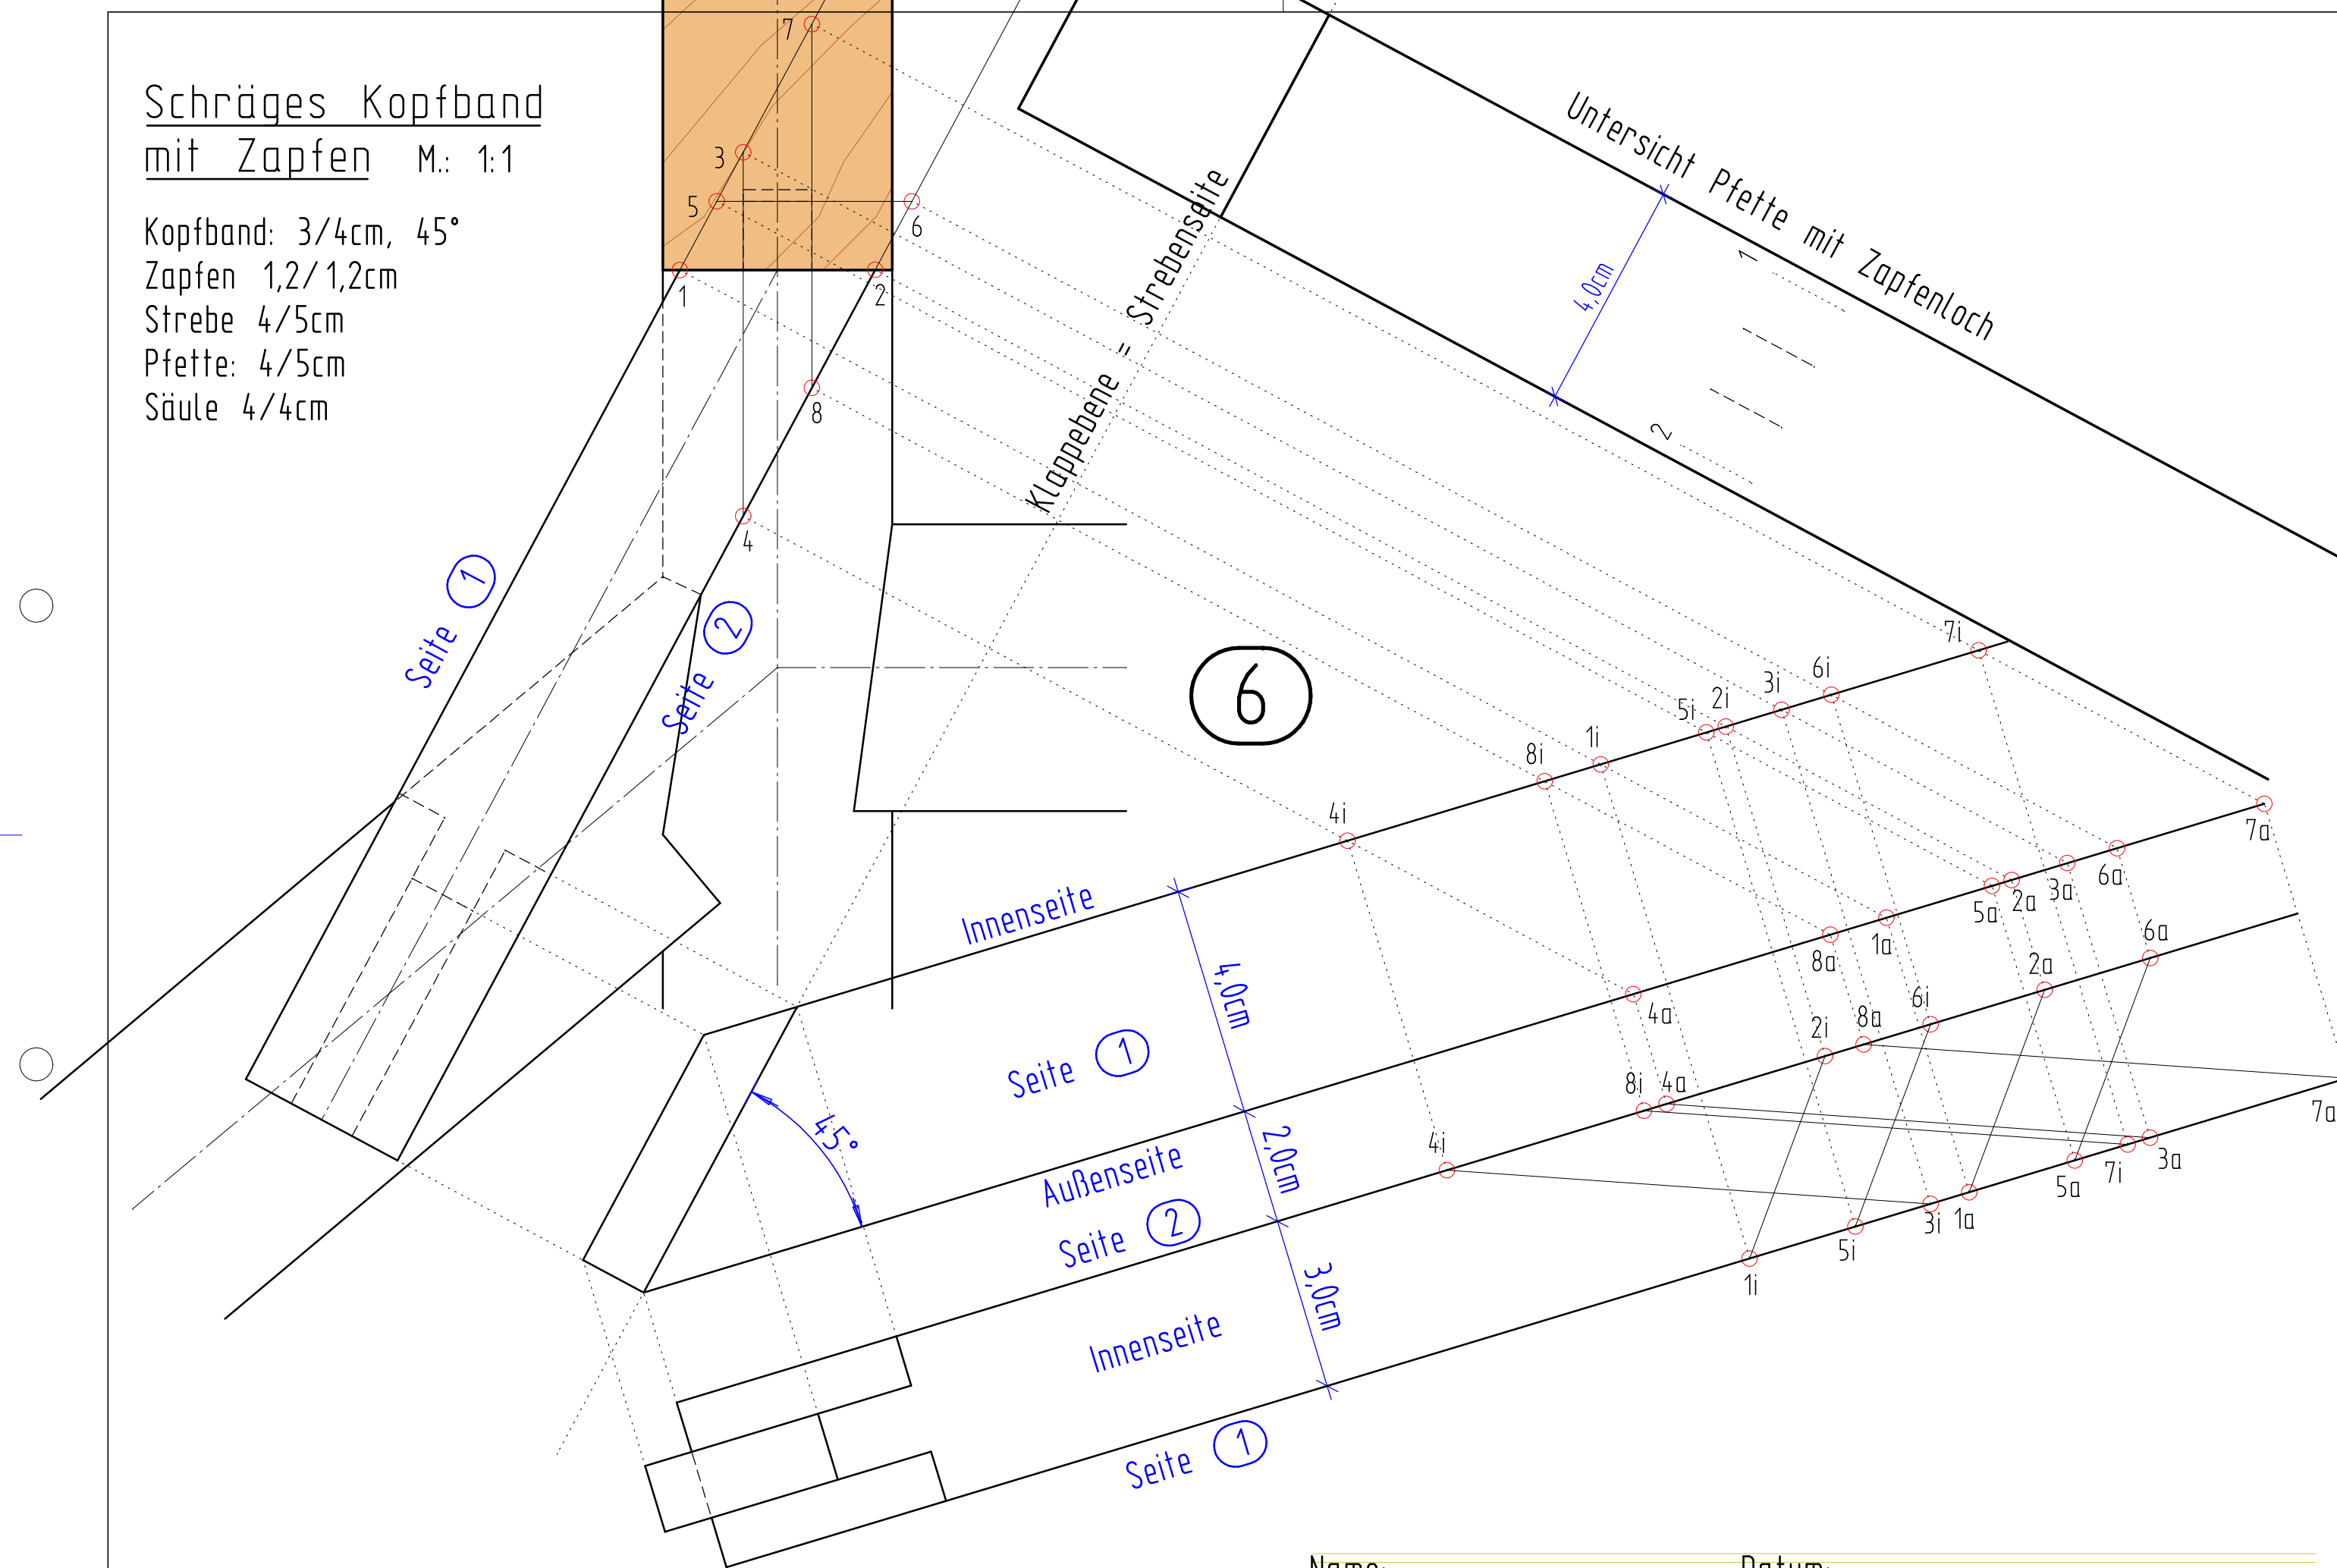 Schräges Kopfband
mit Zapfen M.: 1:1
Kopfband: 3/4cm, 45°
Zapfen 1,2/1,2cm
Strebe 4/5cm
Pfette: 4/5cm
Säule 4/4cm
7
3
5
6
1
2
8
4
Klappebene = Strebenseite
Untersicht Pfette mit Zapfenloch
4,0cm
1
2
Seite 1
Seite 2
6
7i
6i
3i
2i
5i
1i
8i
4i
7a
6a
3a
2a
5a
1a
8a
4a
Innenseite
4,0cm
Seite 1
45°
Außenseite
2,0cm
Seite 2
6a
2a
6i
8a
2i
4a
8i
4i
7a
3a
7i
5a
1a
3i
5i
1i
3,0cm
Innenseite
Seite 1
Name:
Datum: